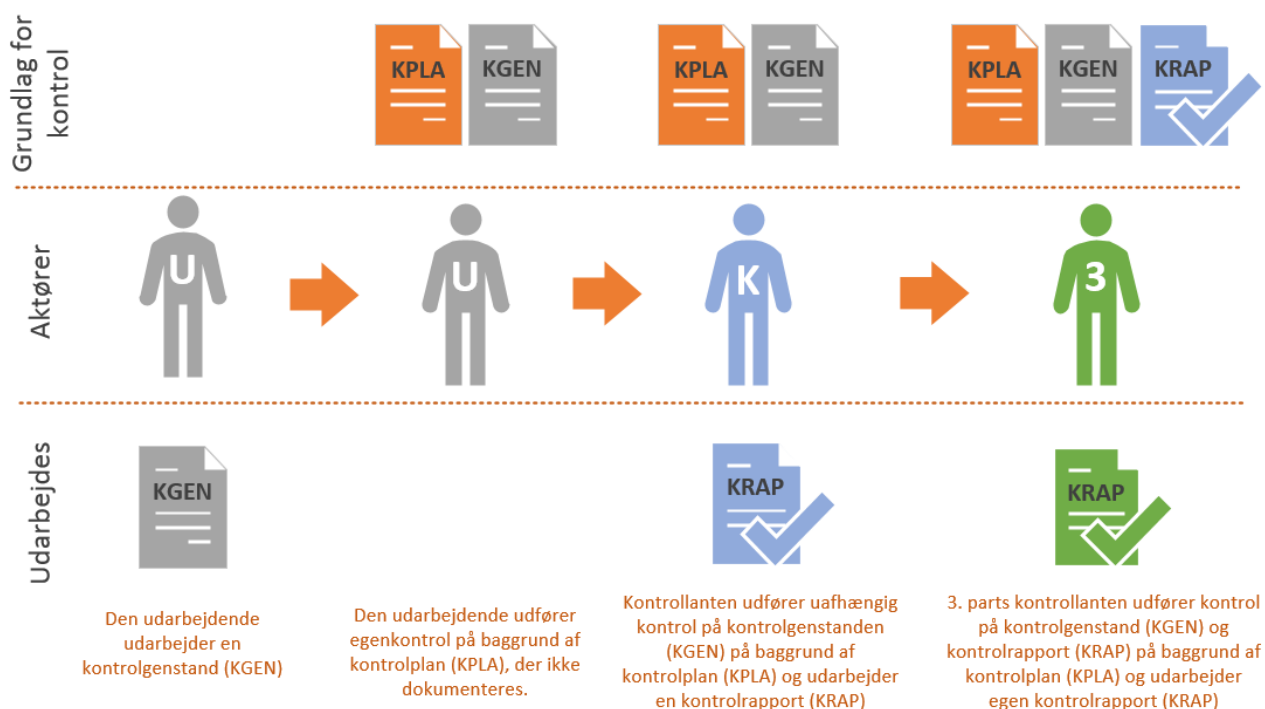 Grundlag for
kontrol
KPLA
KGEN
KPLA
KGEN
KPLA
KGEN
KRAP
Aktører
U
U
K
3
Udarbejdes
KGEN
KRAP
KRAP
Den udarbejdende
udarbejder en
kontrolgenstand (KGEN)
Den udarbejdende udfører
egenkontrol på baggrund af
kontrolplan (KPLA), der ikke
dokumenteres.
Kontrollanten udfører uafhængig
kontrol på kontrolgenstanden
(KGEN) på baggrund af
kontrolplan (KPLA) og udarbejder
en kontrolrapport (KRAP)
3. parts kontrollanten udfører kontrol
på kontrolgenstand (KGEN) og
kontrolrapport (KRAP) på baggrund af
kontrolplan (KPLA) og udarbejder
egen kontrolrapport (KRAP)